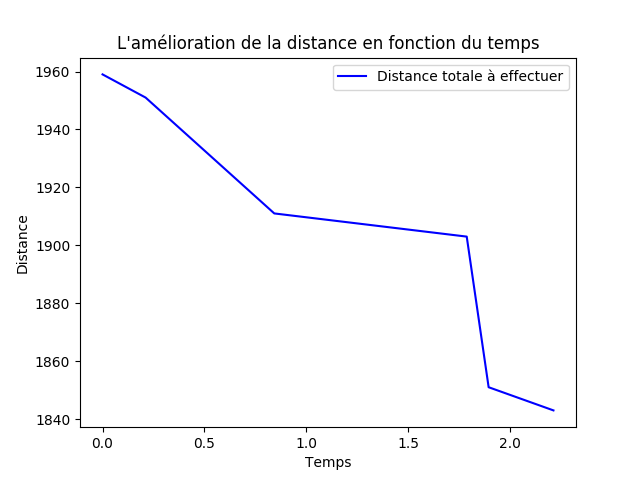 L'amélioration de la distance en fonction du temps
Distance totale à effectuer
1960
1940
1920
1900
1880
1860
1840
Distance
0.0 0.5 1.0 1.5 2.0
Temps